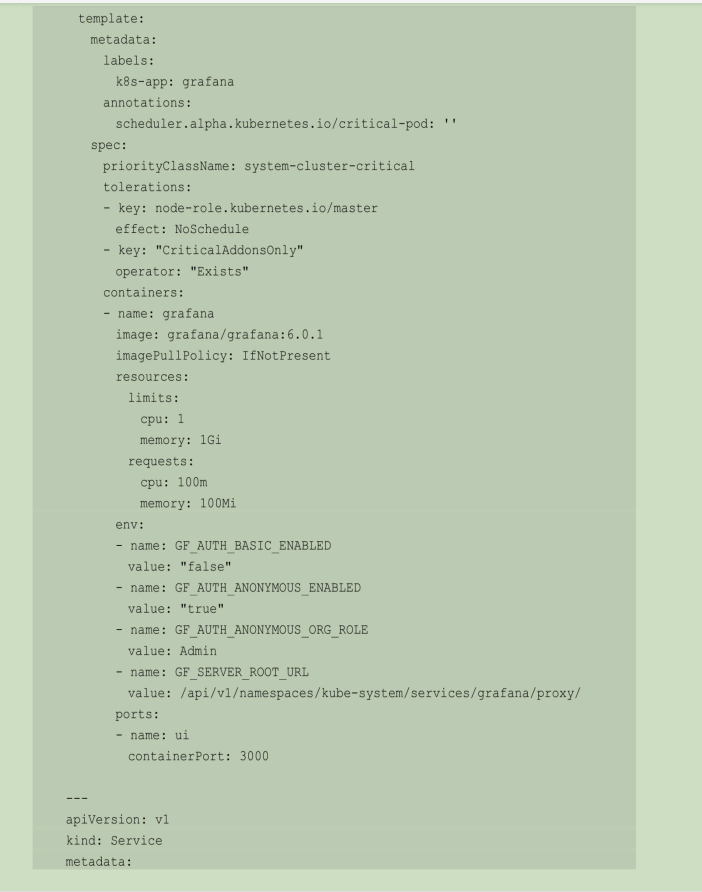 template:
metadata:
labels:
k8s-app: grafana
annotations:
scheduler.alpha.kubernetes.io/critical-pod: ''
spec:
priorityClassName: system-cluster-critical
tolerations:
- key: node-role.kubernetes.io/master
effect: NoSchedule
- key: "CriticalAddonsOnly"
operator: "Exists"
containers:
- name: grafana
image: grafana/grafana:6.0.1
imagePullPolicy: IfNotPresent
resources:
limits:
cpu: 1
memory: 1Gi
requests:
cpu: 100m
memory: 100Mi
env:
- name: GF_AUTH_BASIC_ENABLED
value: "false"
- name: GF_AUTH_ANONYMOUS_ENABLED
value: "true"
- name: GF_AUTH_ANONYMOUS_ORG_ROLE
value: Admin
- name: GF_SERVER_ROOT_URL
value: /api/v1/namespaces/kube-system/services/grafana/proxy/
ports:
- name: ui
containerPort: 3000
---
apiVersion: v1
kind: Service
metadata: